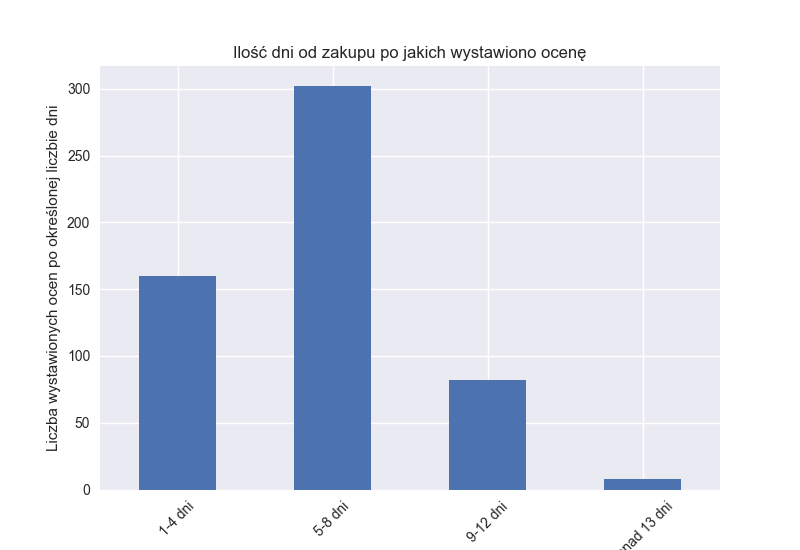 Ilość dni od zakupu po jakich wystawiono ocenę
Liczba wystawionych ocen po określonej liczbie dni
300
250
200
150
100
50
0
1-4 dni
5-8 dni
9-12 dni
13 dni